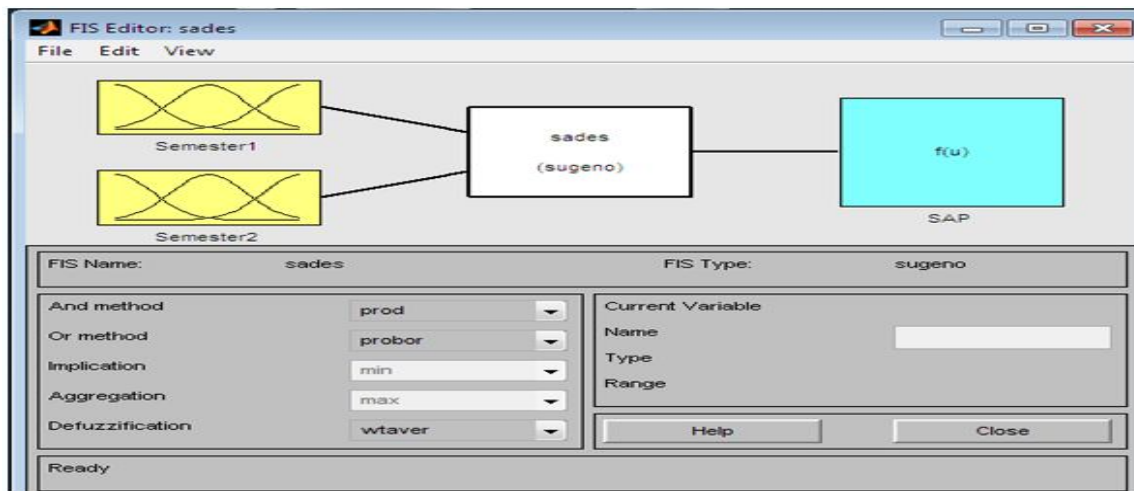 FIS Editor: sades
File Edit View
Semester1
Semester2
sades
(sugeno)
f(u)
SAP
FIS Name: sades FIS Type: sugeno
And method prod
Or method probor
Implication min
Aggregation max
Defuzzification wtaver
Current Variable
Name
Type
Range
Help Close
Ready